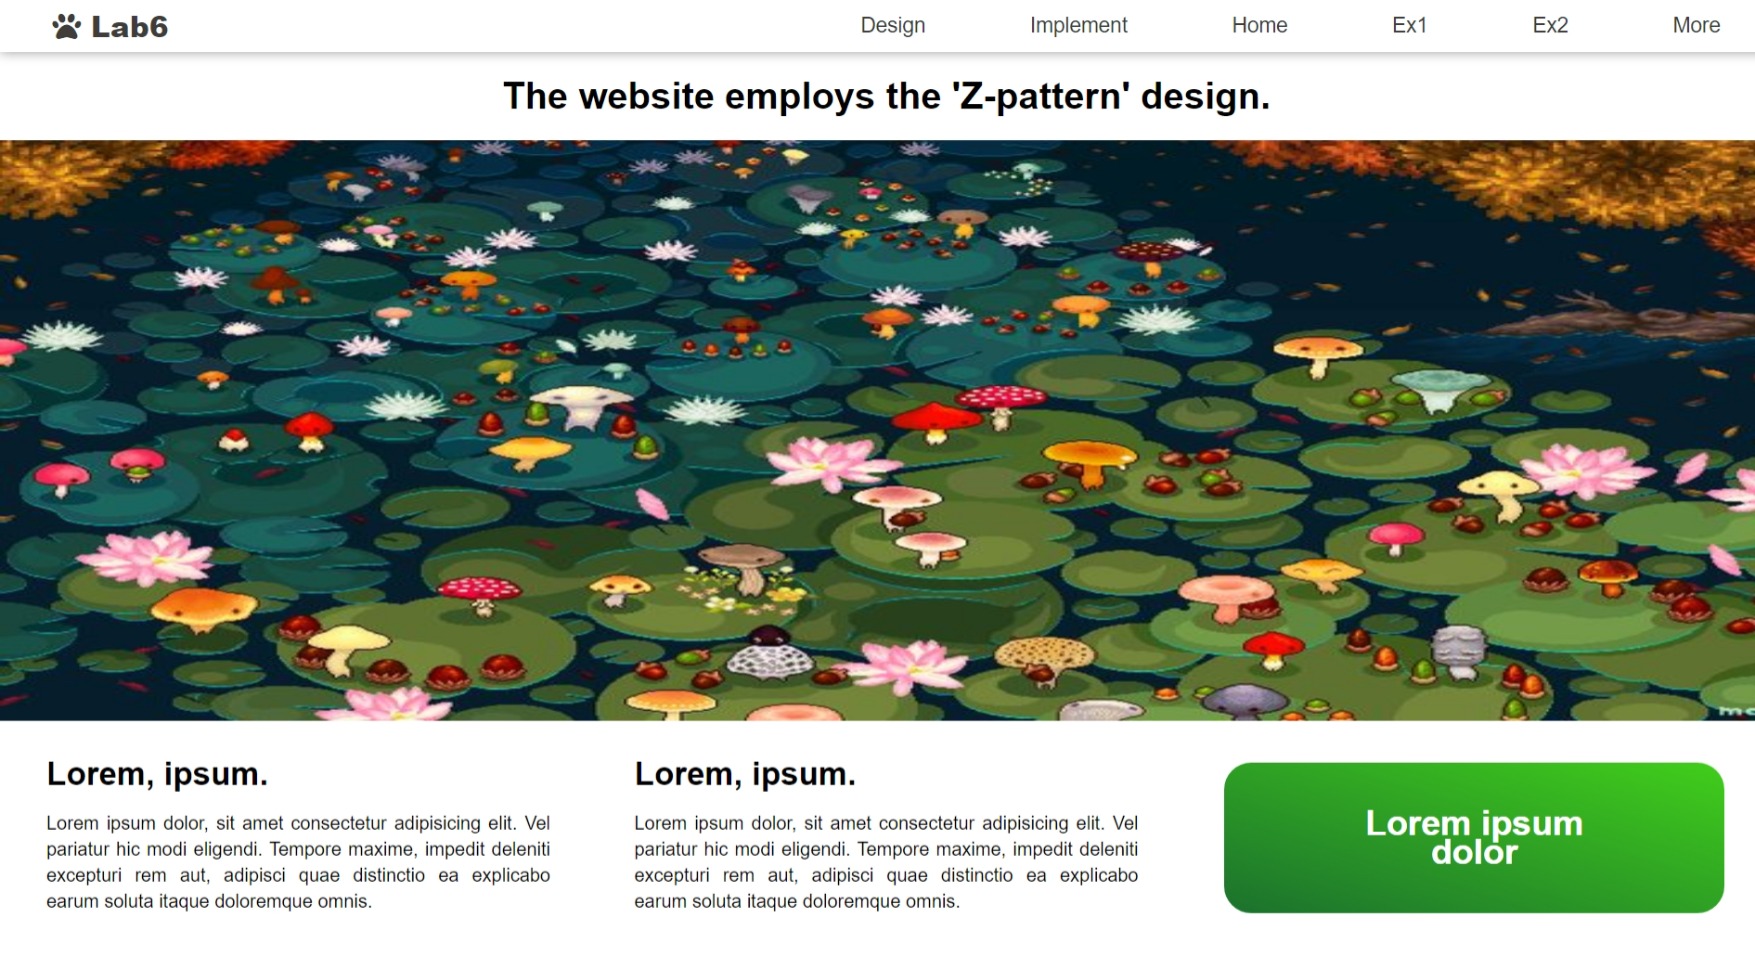 Lab6
Design Implement Home Ex1 Ex2 More
The website employs the 'Z-pattern' design.
Lorem, ipsum.
Lorem ipsum dolor, sit amet consectetur adipisicing elit. Vel
pariatur hic modi eligendi. Tempore maxime, impedit deleniti
excepturi rem aut, adipisci quae distinctio ea explicabo
earum soluta itaque doloremque omnis.
Lorem, ipsum.
Lorem ipsum dolor, sit amet consectetur adipisicing elit. Vel
pariatur hic modi eligendi. Tempore maxime, impedit deleniti
excepturi rem aut, adipisci quae distinctio ea explicabo
earum soluta itaque doloremque omnis.
Lorem ipsum
dolor